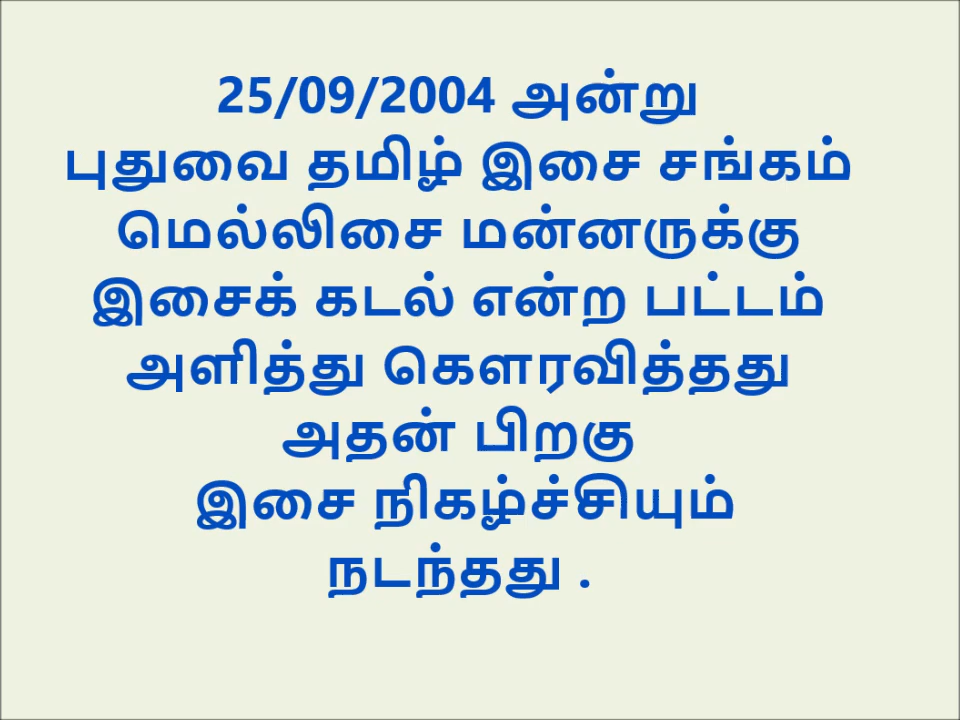 25/09/2004 அன்று
புதுவை தமிழ் இசை சங்கம்
மெல்லிசை மன்னருக்கு
இசைக் கடல் என்ற பட்டம்
அளித்து கௌரவித்தது
அதன் பிறகு
இசை நிகழ்ச்சியும்
நடந்தது .